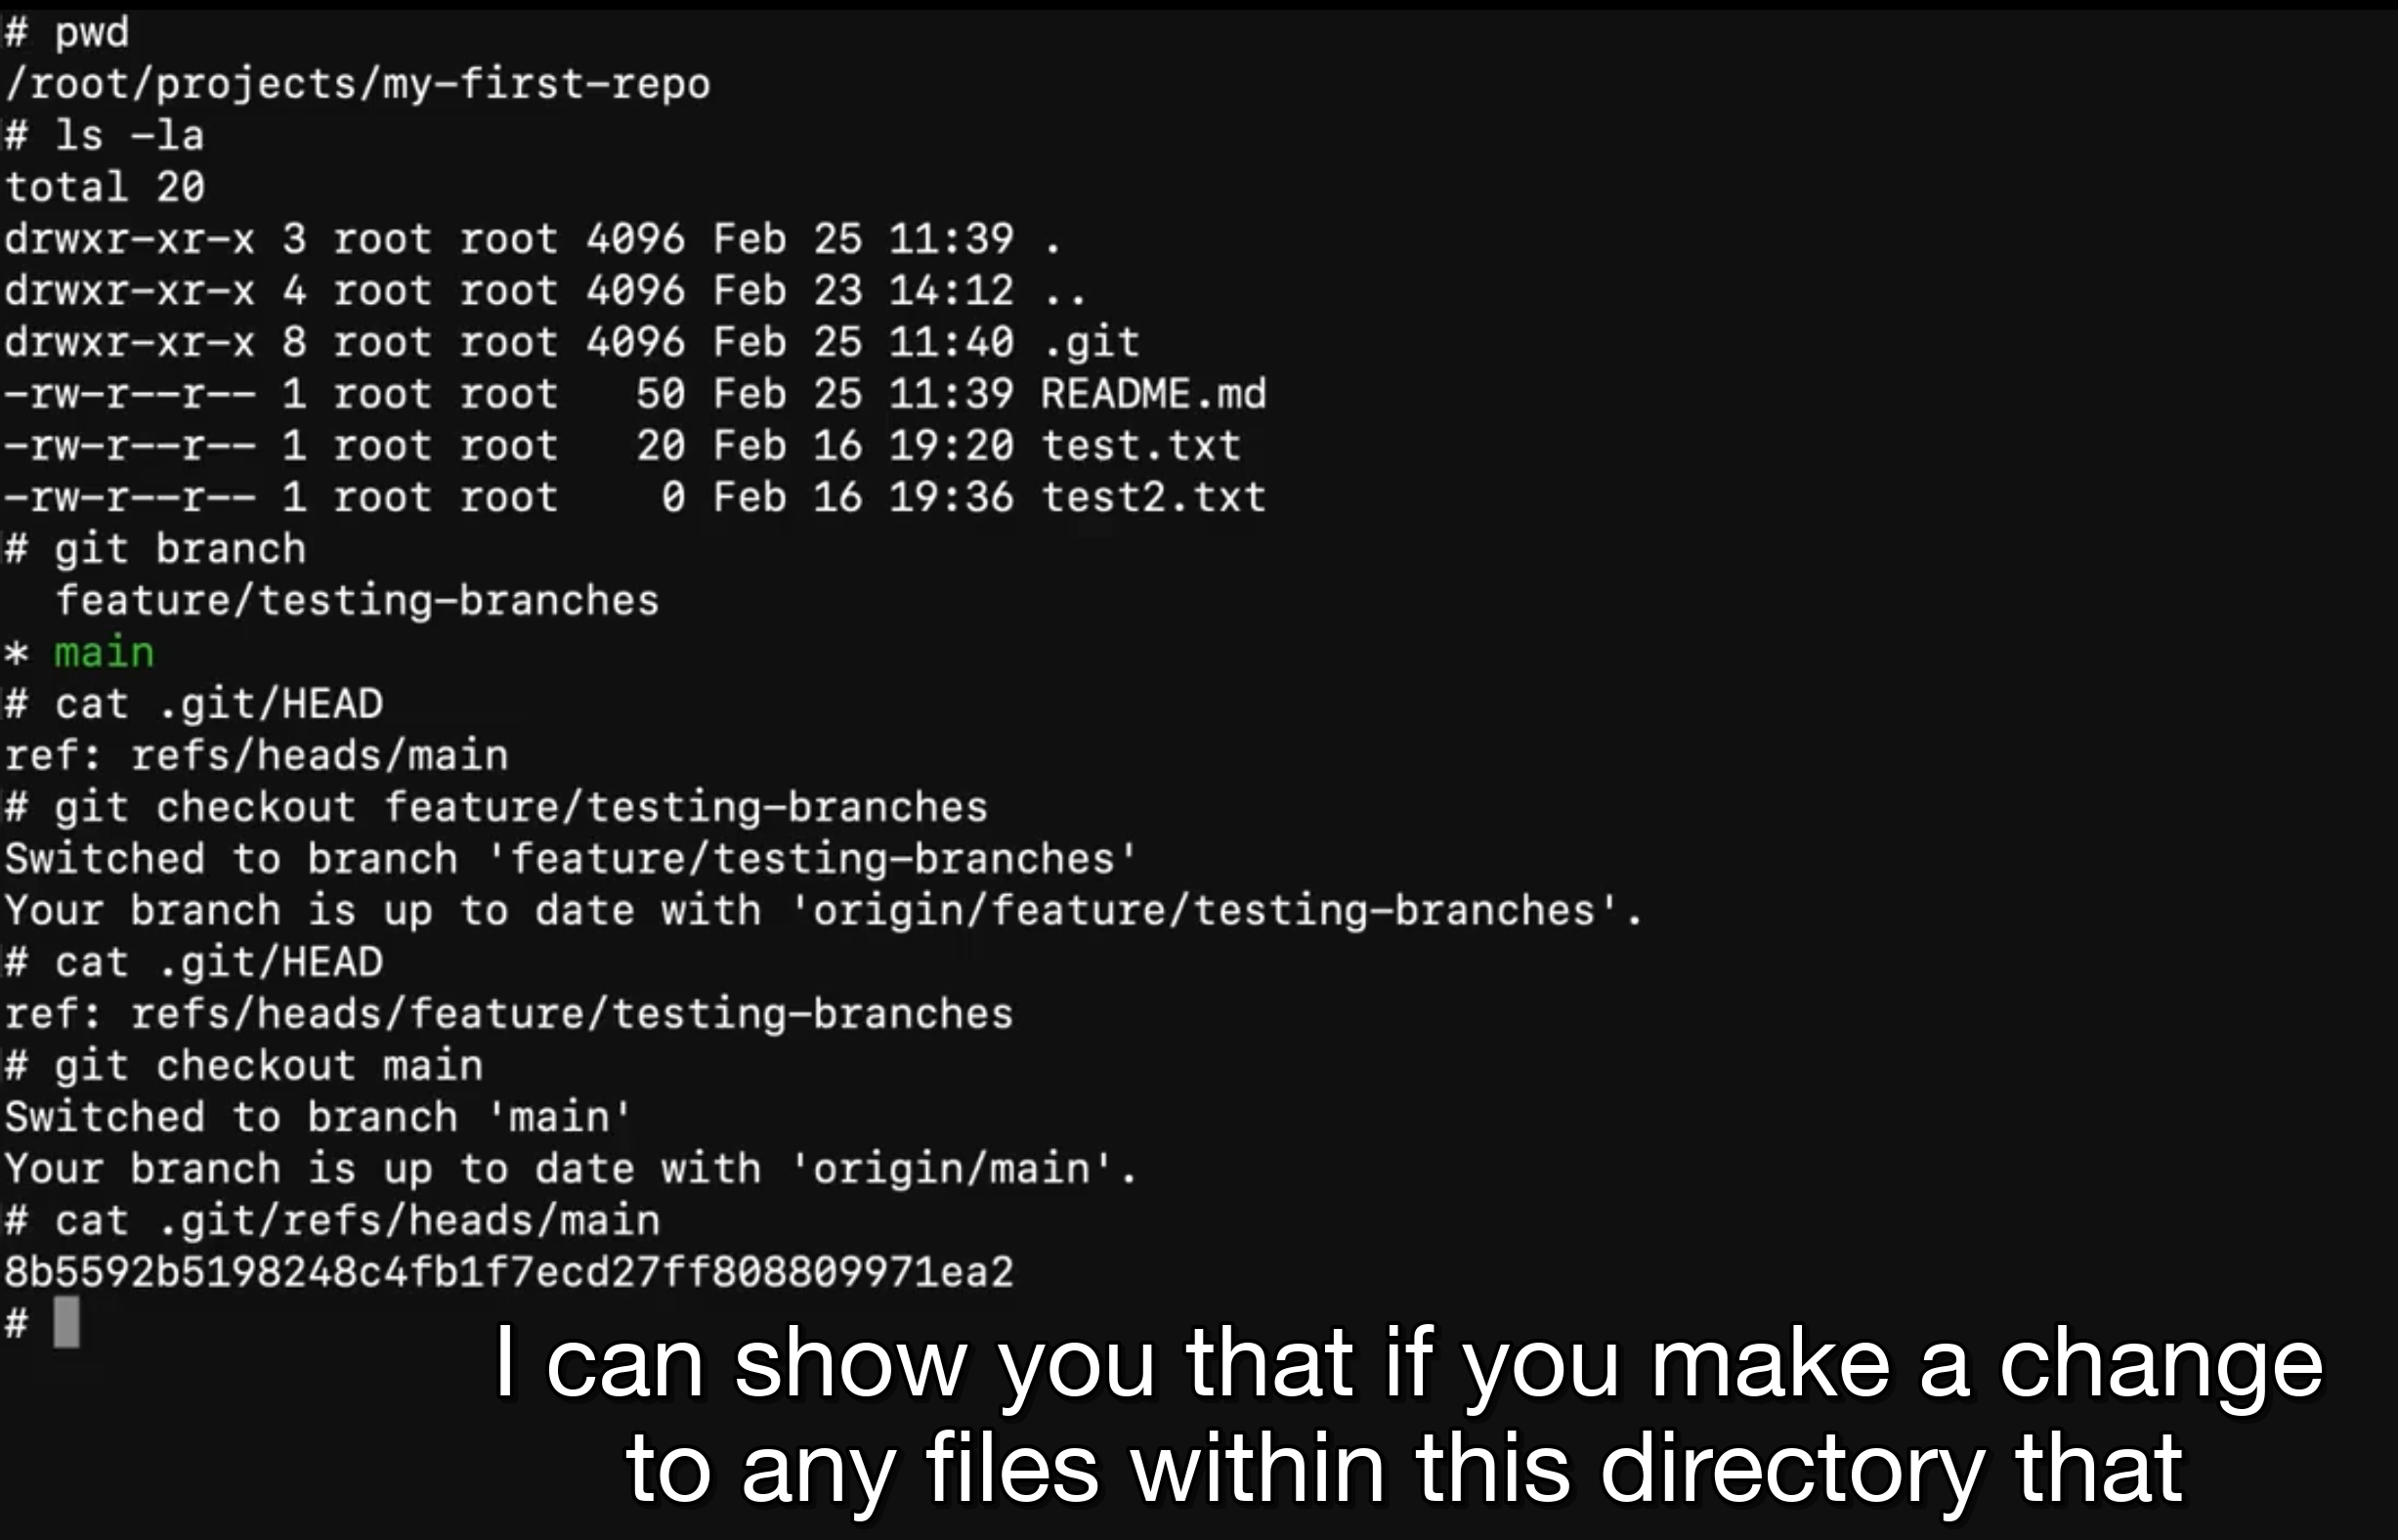 # pwd
/root/projects/my-first-repo
# ls -la
total 20
drwxr-xr-x 3 root root 4096 Feb 25 11:39 .
drwxr-xr-x 4 root root 4096 Feb 23 14:12 ..
drwxr-xr-x 8 root root 4096 Feb 25 11:40 .git
-rw-r--r-- 1 root root   50 Feb 25 11:39 README.md
-rw-r--r-- 1 root root   20 Feb 16 19:20 test.txt
-rw-r--r-- 1 root root    0 Feb 16 19:36 test2.txt
# git branch
  feature/testing-branches
* main
# cat .git/HEAD
ref: refs/heads/main
# git checkout feature/testing-branches
Switched to branch 'feature/testing-branches'
Your branch is up to date with 'origin/feature/testing-branches'.
# cat .git/HEAD
ref: refs/heads/feature/testing-branches
# git checkout main
Switched to branch 'main'
Your branch is up to date with 'origin/main'.
# cat .git/refs/heads/main
8b5592b5198248c4fb1f7ecd27ff808809971ea2
#
I can show you that if you make a change
to any files within this directory that